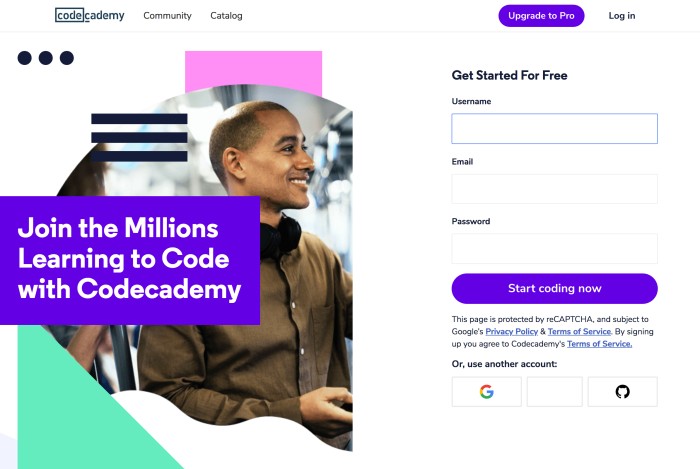 codecademy
Community
Catalog
Upgrade to Pro
Log in
Join the Millions
Learning to Code
with Codecademy
Get Started For Free
Username
Email
Password
Start coding now
This page is protected by reCAPTCHA, and subject to
Google's Privacy Policy & Terms of Service. By signing
up you agree to Codecademy's Terms of Service.
Or, use another account: